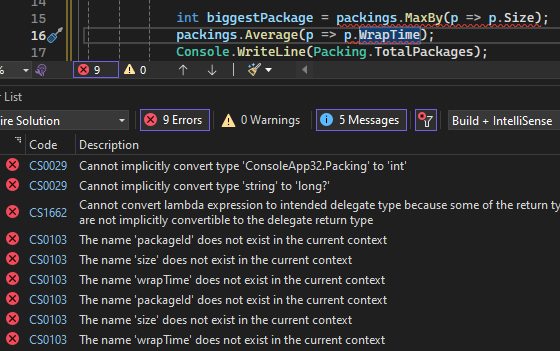 15 int biggestPackage = packings.MaxBy(p => p.Size);
16 packings.Average(p => p.WrapTime);
17 Console.WriteLine(Packing.TotalPackages);
% 9 0
List
ire Solution 9 Errors 0 Warnings 5 Messages Build + IntelliSense
Code Description
CS0029 Cannot implicitly convert type 'ConsoleApp32.Packing' to 'int'
CS0029 Cannot implicitly convert type 'string' to 'long?'
CS1662 Cannot convert lambda expression to intended delegate type because some of the return ty
are not implicitly convertible to the delegate return type
CS0103 The name 'packageId' does not exist in the current context
CS0103 The name 'size' does not exist in the current context
CS0103 The name 'wrapTime' does not exist in the current context
CS0103 The name 'packageId' does not exist in the current context
CS0103 The name 'size' does not exist in the current context
CS0103 The name 'wrapTime' does not exist in the current context